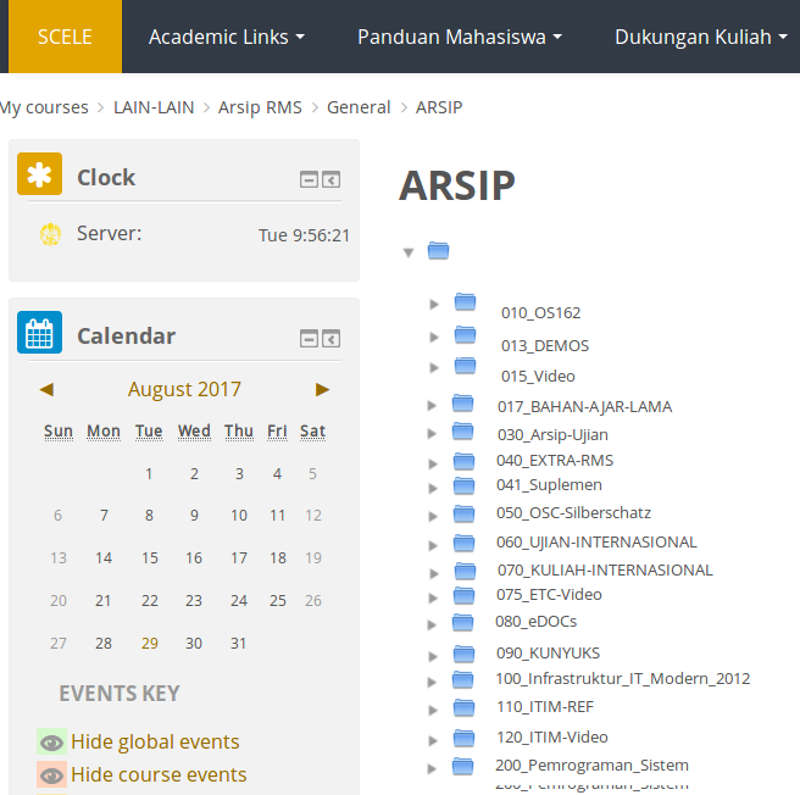 SCELE Academic Links Panduan Mahasiswa Dukungan Kuliah
My courses > LAIN-LAIN > Arsip RMS > General > ARSIP
Clock
Server: Tue 9:56:21
Calendar
August 2017
Sun Mon Tue Wed Thu Fri Sat
1 2 3 4 5
6 7 8 9 10 11 12
13 14 15 16 17 18 19
20 21 22 23 24 25 26
27 28 29 30 31
EVENTS KEY
Hide global events
Hide course events
ARSIP
010_OS162
013_DEMOS
015_Video
017_BAHAN-AJAR-LAMA
030_Arsip-Ujian
040_EXTRA-RMS
041_Suplemen
050_OSC-Silberschatz
060_UJIAN-INTERNASIONAL
070_KULIAH-INTERNASIONAL
075_ETC-Video
080_eDOCs
090_KUNYUKS
100_Infrastruktur_IT_Modern_2012
110_ITIM-REF
120_ITIM-Video
200_Pemrograman_Sistem
200_Pemrograman_Sistem